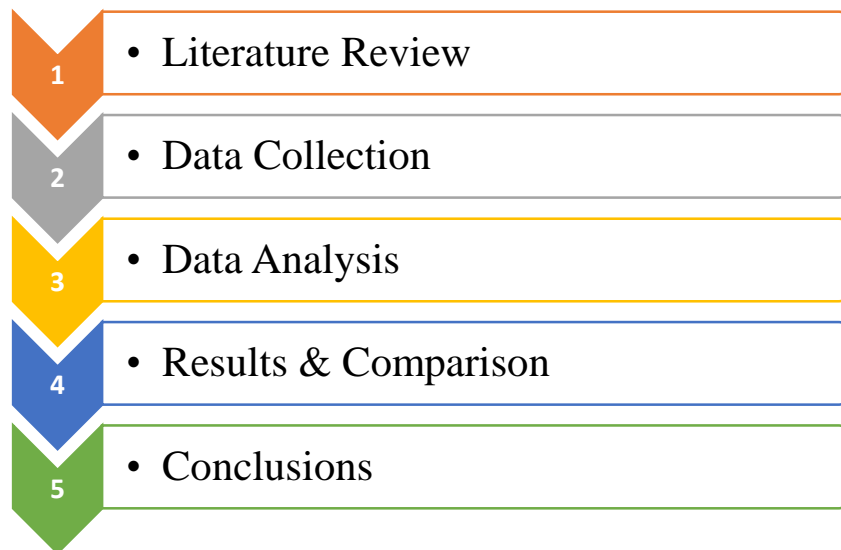 1 • Literature Review
2 • Data Collection
3 • Data Analysis
4 • Results & Comparison
5 • Conclusions